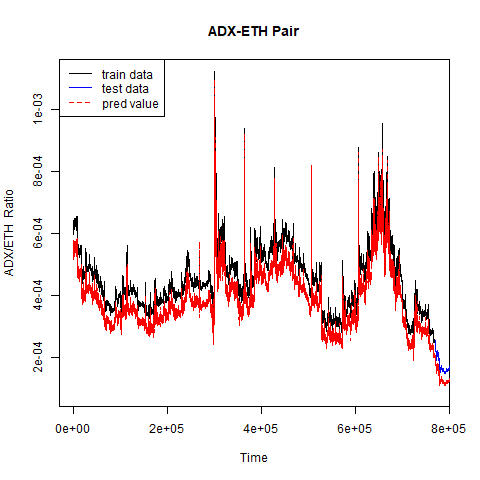 ADX-ETH Pair
train data
test data
pred value
ADX/ETH Ratio
1e-03
8e-04
6e-04
4e-04
2e-04
0e+00 2e+05 4e+05 6e+05 8e+05
Time